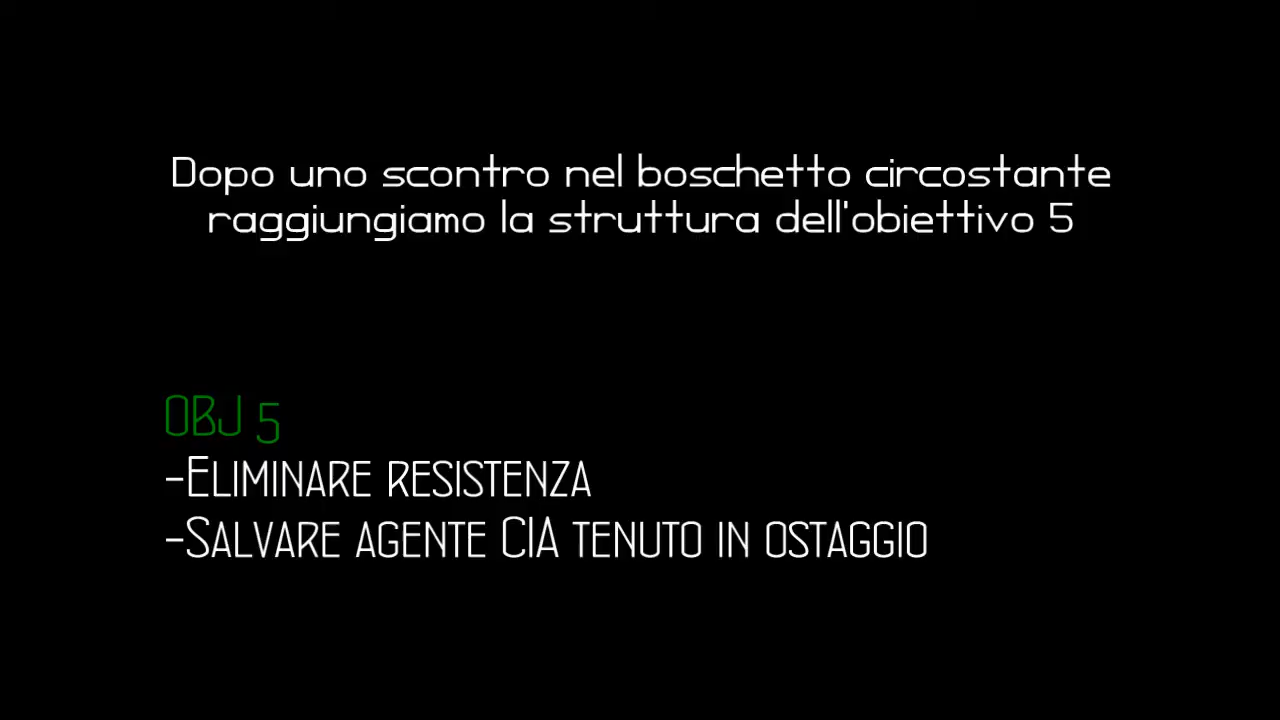 Dopo uno scontro nel boschetto circostante
raggiungiamo la struttura dell'obiettivo 5
OBJ 5
-Eliminare resistenza
-Salvare agente CIA tenuto in ostaggio